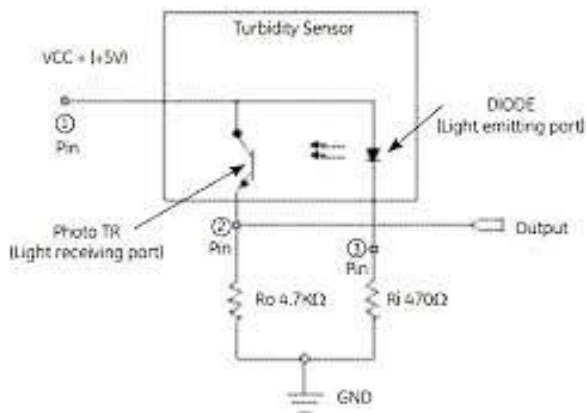 Turbidity Sensor
VCC + (+5V)
①
Pin
DIODE
(Light emitting port)
Photo TR
(Light receiving port)
②
Pin
③
Pin
Output
Ro 4.7KΩ
Ri 470Ω
GND